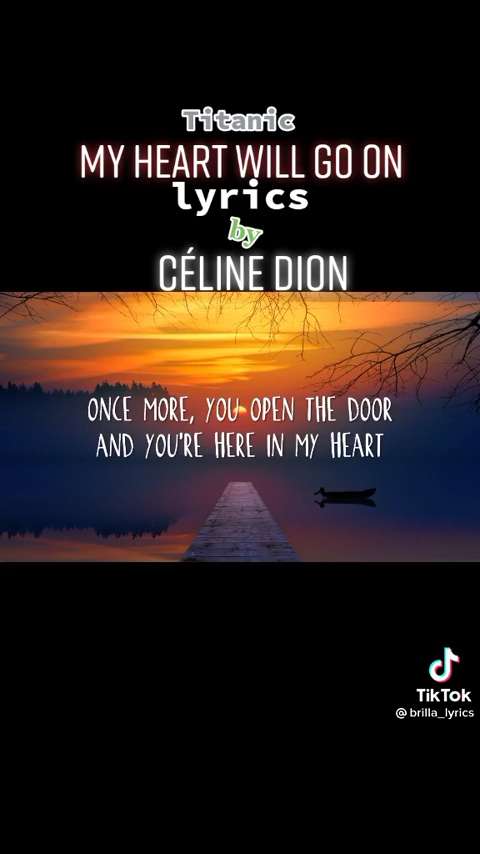 Titanic
MY HEART WILL GO ON
lyrics
by
CÉLINE DION
ONCE MORE, YOU OPEN THE DOOR
AND YOU'RE HERE IN MY HEART
TikTok
@brilla_lyrics